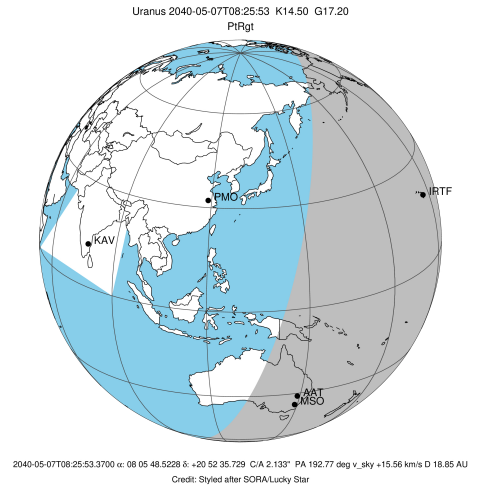 Uranus 2040-05-07T08:25:53 K14.50 G17.20
PtRgt
IRTF
PMO
KAV
AAT
MSO
2040-05-07T08:25:53.3700 α: 08 05 48.5228 δ: +20 52 35.729 C/A 2.133" PA 192.77 deg v_sky +15.56 km/s D 18.85 AU
Credit: Styled after SORA/Lucky Star